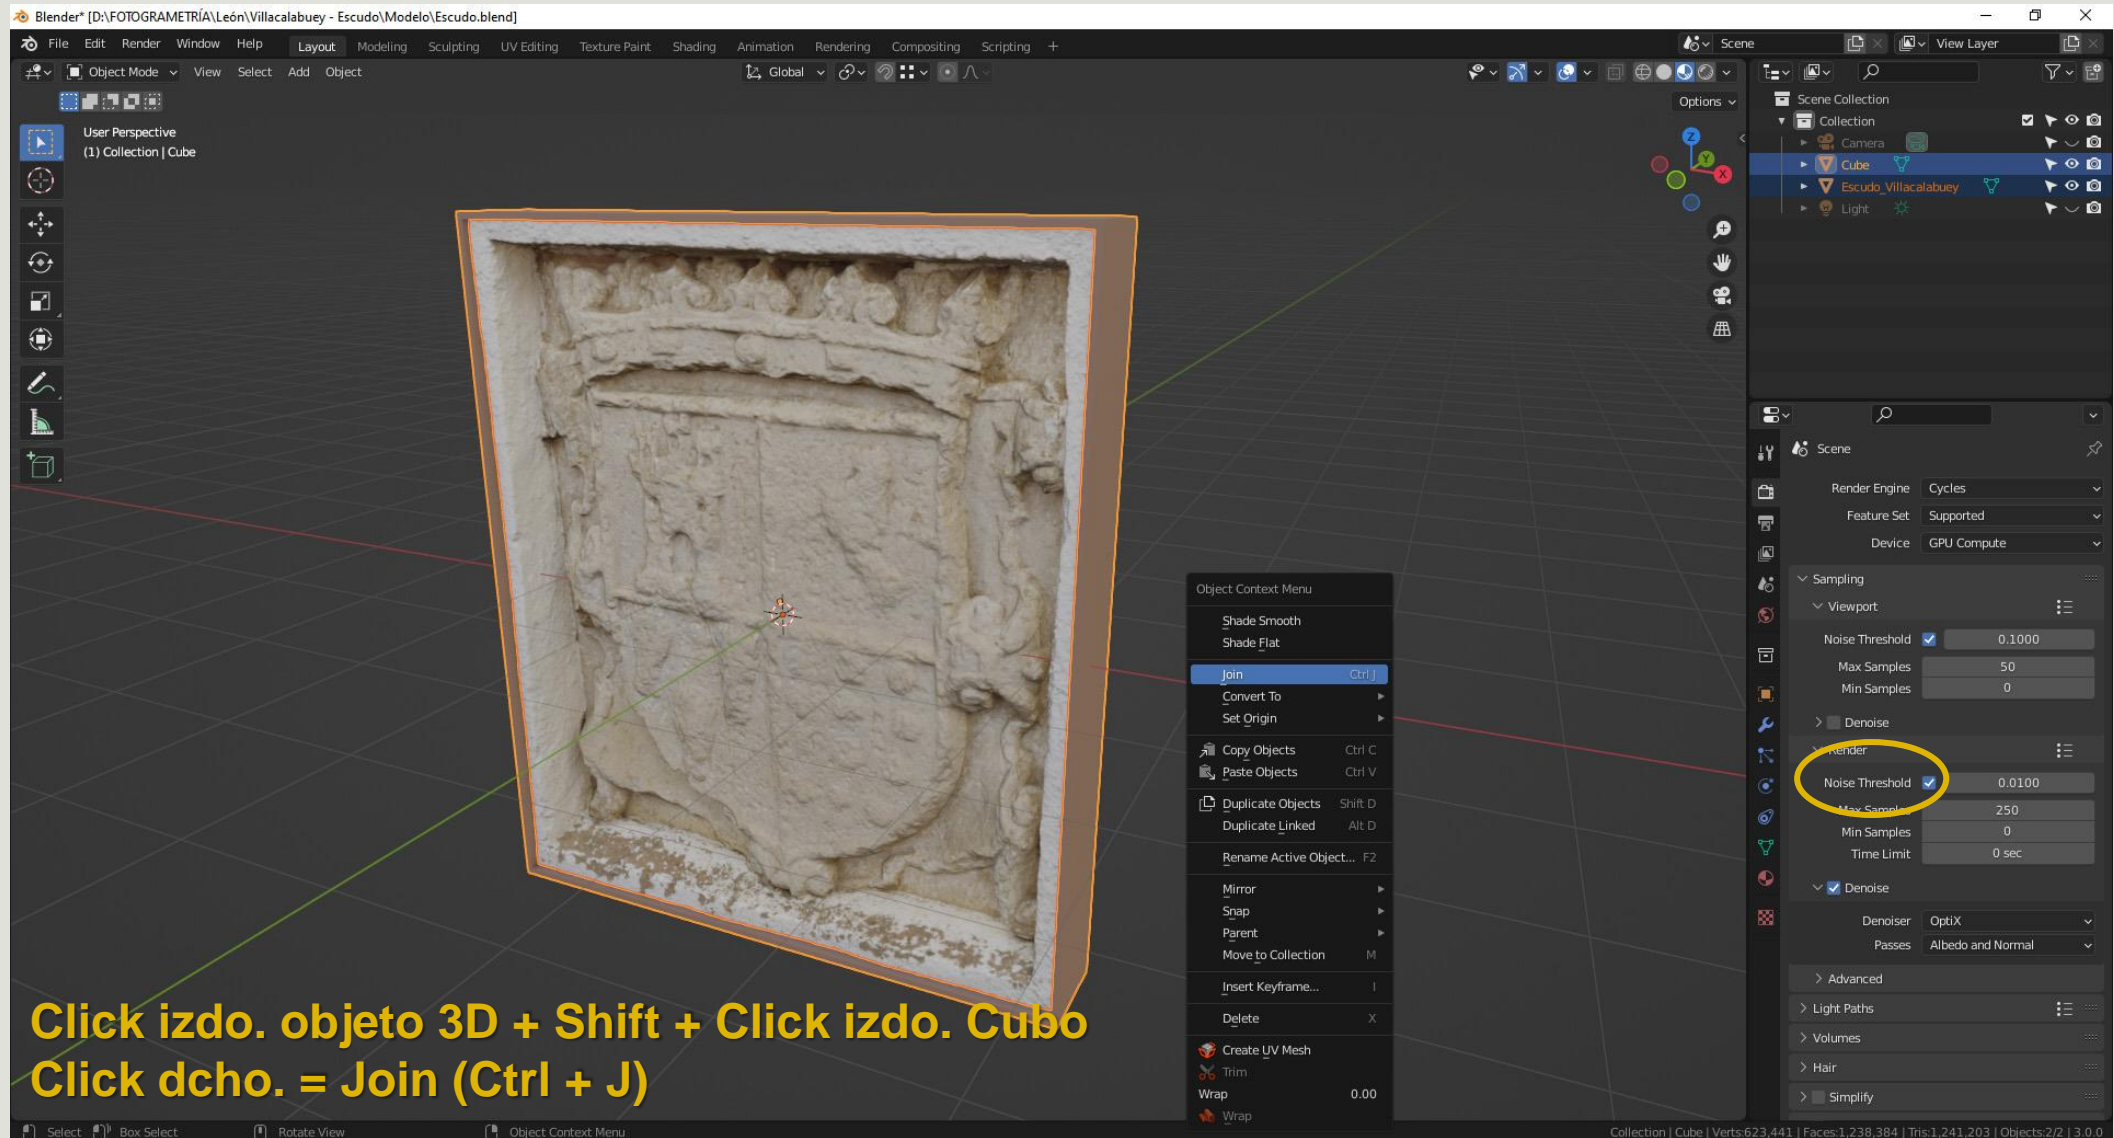 Blender* [D:\FOTOGRAMETRÍA\León\Villacalabuey - Escudo\Modelo\Escudo.blend]
File Edit Render Window Help Layout Modeling Sculpting UV Editing Texture Paint Shading Animation Rendering Compositing Scripting + Scene View Layer
Object Mode View Select Add Object Global
Options
User Perspective
(1) Collection | Cube
Z
Y
X
Scene Collection
Collection
Camera
Cube
Escudo_Villacalabuey
Light
Scene
Render Engine Cycles
Feature Set Supported
Device GPU Compute
Sampling
Viewport
Noise Threshold 0.1000
Max Samples 50
Min Samples 0
Denoise
Render
Noise Threshold 0.0100
Max Samples 250
Min Samples 0
Time Limit 0 sec
Denoise
Denoiser OptiX
Passes Albedo and Normal
Advanced
Light Paths
Volumes
Hair
Simplify
Object Context Menu
Shade Smooth
Shade Flat
Join Ctrl J
Convert To
Set Origin
Copy Objects Ctrl C
Paste Objects Ctrl V
Duplicate Objects Shift D
Duplicate Linked Alt D
Rename Active Object... F2
Mirror
Snap
Parent
Move to Collection M
Insert Keyframe... I
Delete X
Create UV Mesh
Trim
Wrap 0.00
Wrap
Click izdo. objeto 3D + Shift + Click izdo. Cubo
Click dcho. = Join (Ctrl + J)
Select Box Select Rotate View Object Context Menu Collection | Cube | Verts:623,441 | Faces:1,238,384 | Tris:1,241,203 | Objects:2/2 | 3.0.0